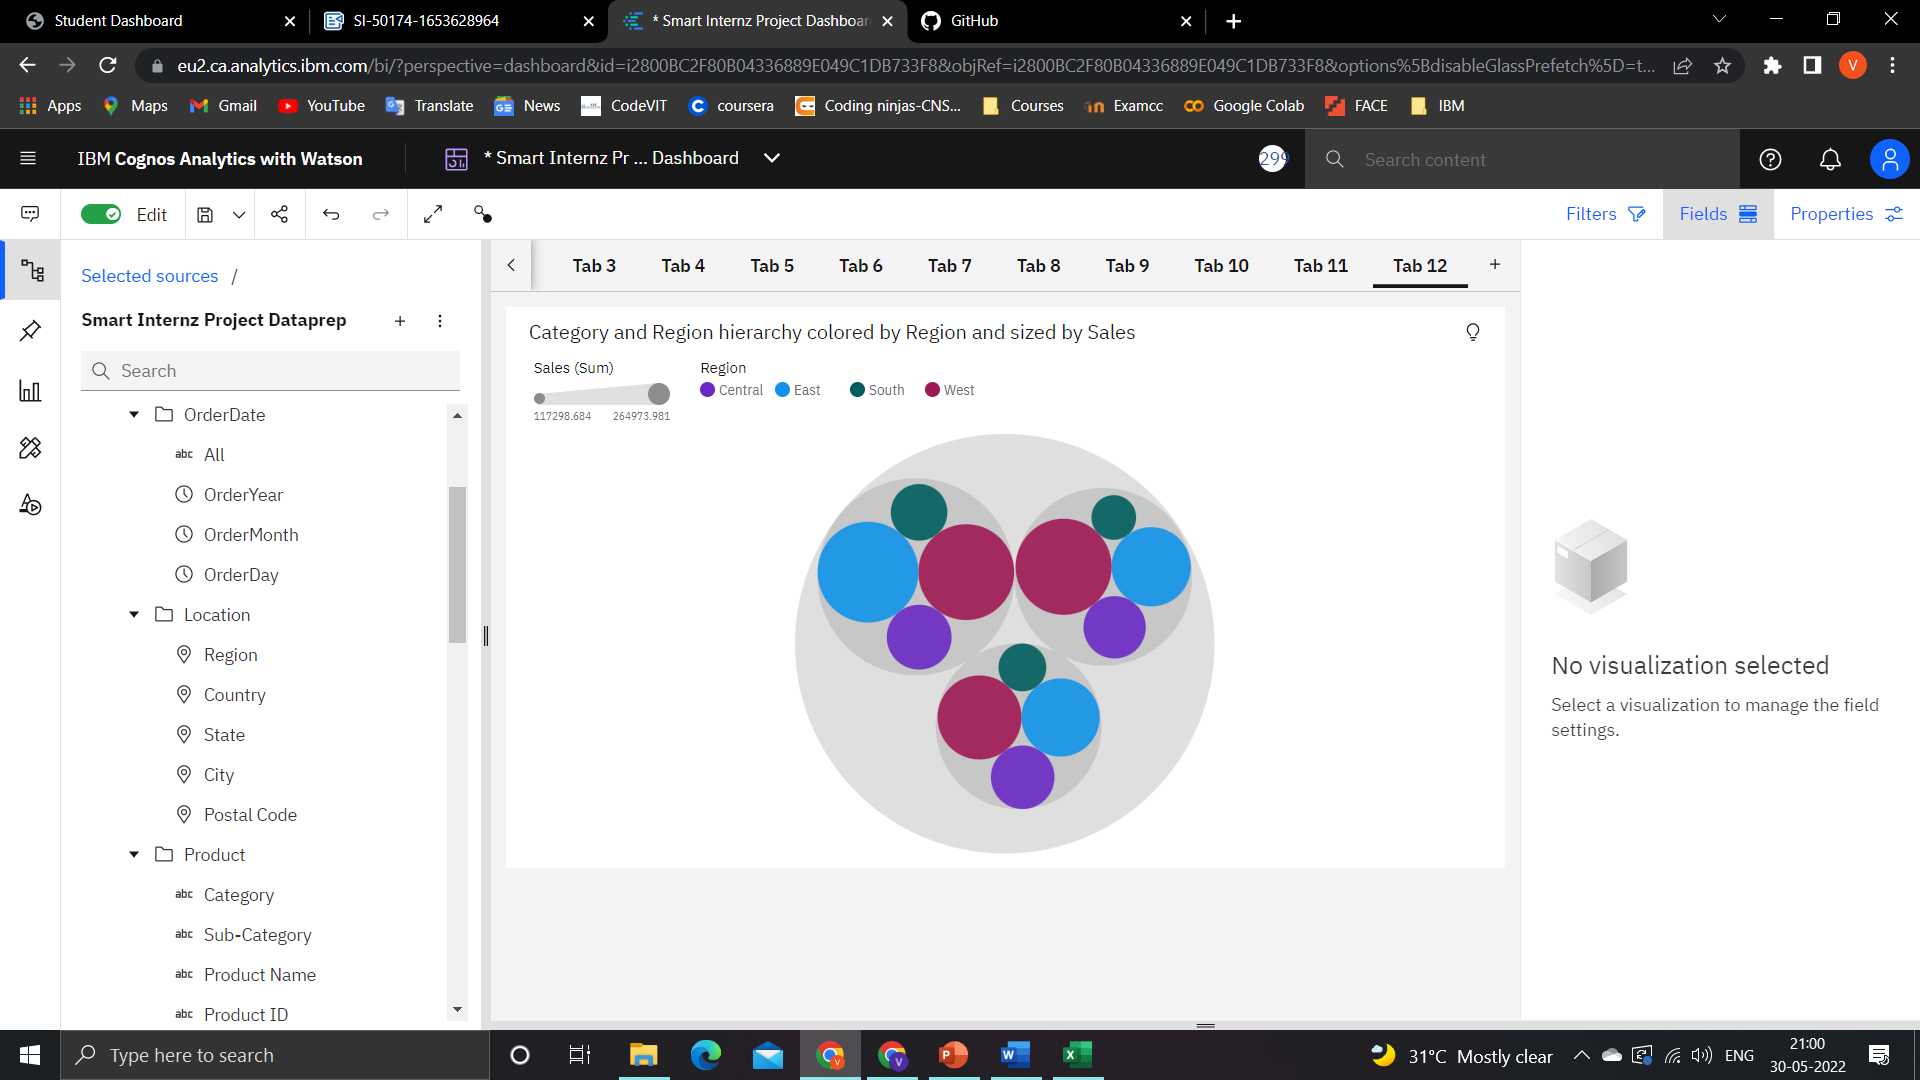 Student Dashboard
SI-50174-1653628964
* Smart Internz Project Dashboar
GitHub
eu2.ca.analytics.ibm.com/bi/?perspective=dashboard&id=i2800BC2F80B04336889E049C1DB733F8&objRef=i2800BC2F80B04336889E049C1DB733F8&options%5BdisableGlassPrefetch%5D=t...
V
Apps
Maps
Gmail
YouTube
Translate
News
CodeVIT
coursera
Coding ninjas-CNS...
Courses
Examcc
Google Colab
FACE
IBM
IBM Cognos Analytics with Watson
* Smart Internz Pr ... Dashboard
299
Search content
Edit
Filters
Fields
Properties
Selected sources /
Smart Internz Project Dataprep
Search
OrderDate
abc All
OrderYear
OrderMonth
OrderDay
Location
Region
Country
State
City
Postal Code
Product
abc Category
abc Sub-Category
abc Product Name
abc Product ID
Tab 3
Tab 4
Tab 5
Tab 6
Tab 7
Tab 8
Tab 9
Tab 10
Tab 11
Tab 12
Category and Region hierarchy colored by Region and sized by Sales
Sales (Sum)
117298.684 264973.981
Region
Central East South West
No visualization selected
Select a visualization to manage the field
settings.
Type here to search
31°C Mostly clear
ENG
21:00
30-05-2022